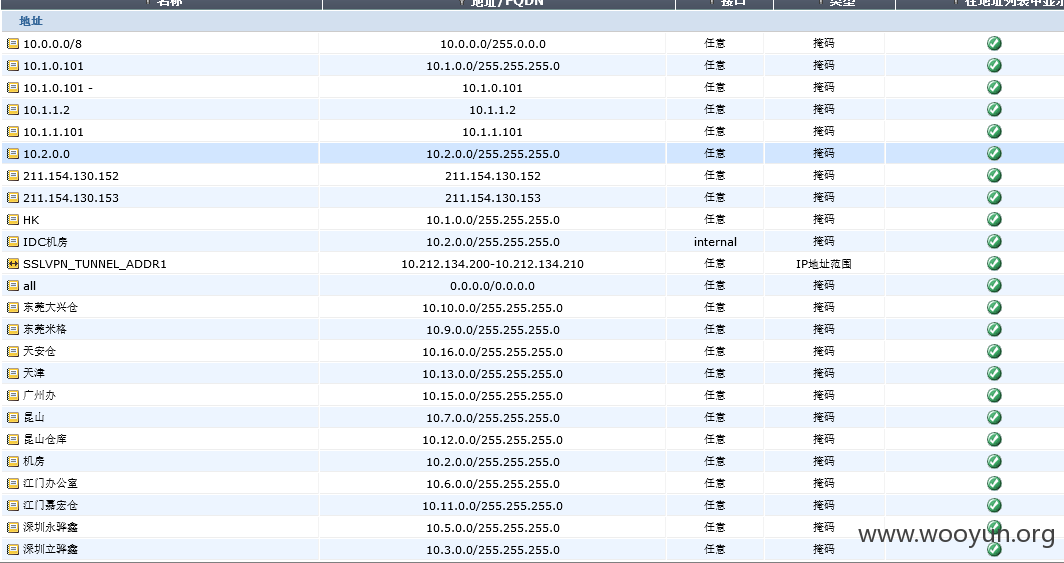 名称 地址/FQDN 接口 类型 在地址列表中显示
地址
10.0.0.0/8 10.0.0.0/255.0.0.0 任意 掩码
10.1.0.101 10.1.0.0/255.255.255.0 任意 掩码
10.1.0.101 - 10.1.0.101 任意 掩码
10.1.1.2 10.1.1.2 任意 掩码
10.1.1.101 10.1.1.101 任意 掩码
10.2.0.0 10.2.0.0/255.255.255.0 任意 掩码
211.154.130.152 211.154.130.152 任意 掩码
211.154.130.153 211.154.130.153 任意 掩码
HK 10.1.0.0/255.255.255.0 任意 掩码
IDC机房 10.2.0.0/255.255.255.0 internal 掩码
SSLVPN_TUNNEL_ADDR1 10.212.134.200-10.212.134.210 任意 IP地址范围
all 0.0.0.0/0.0.0.0 任意 掩码
东莞大兴仓 10.10.0.0/255.255.255.0 任意 掩码
东莞米格 10.9.0.0/255.255.255.0 任意 掩码
天安仓 10.16.0.0/255.255.255.0 任意 掩码
天津 10.13.0.0/255.255.255.0 任意 掩码
广州办 10.15.0.0/255.255.255.0 任意 掩码
昆山 10.7.0.0/255.255.255.0 任意 掩码
昆山仓库 10.12.0.0/255.255.255.0 任意 掩码
机房 10.2.0.0/255.255.255.0 任意 掩码
江门办公室 10.6.0.0/255.255.255.0 任意 掩码
江门嘉宏仓 10.11.0.0/255.255.255.0 任意 掩码
深圳永骅鑫 10.5.0.0/255.255.255.0 任意 掩码
深圳立骅鑫 10.3.0.0/255.255.255.0 任意 掩码
www.wooyun.org